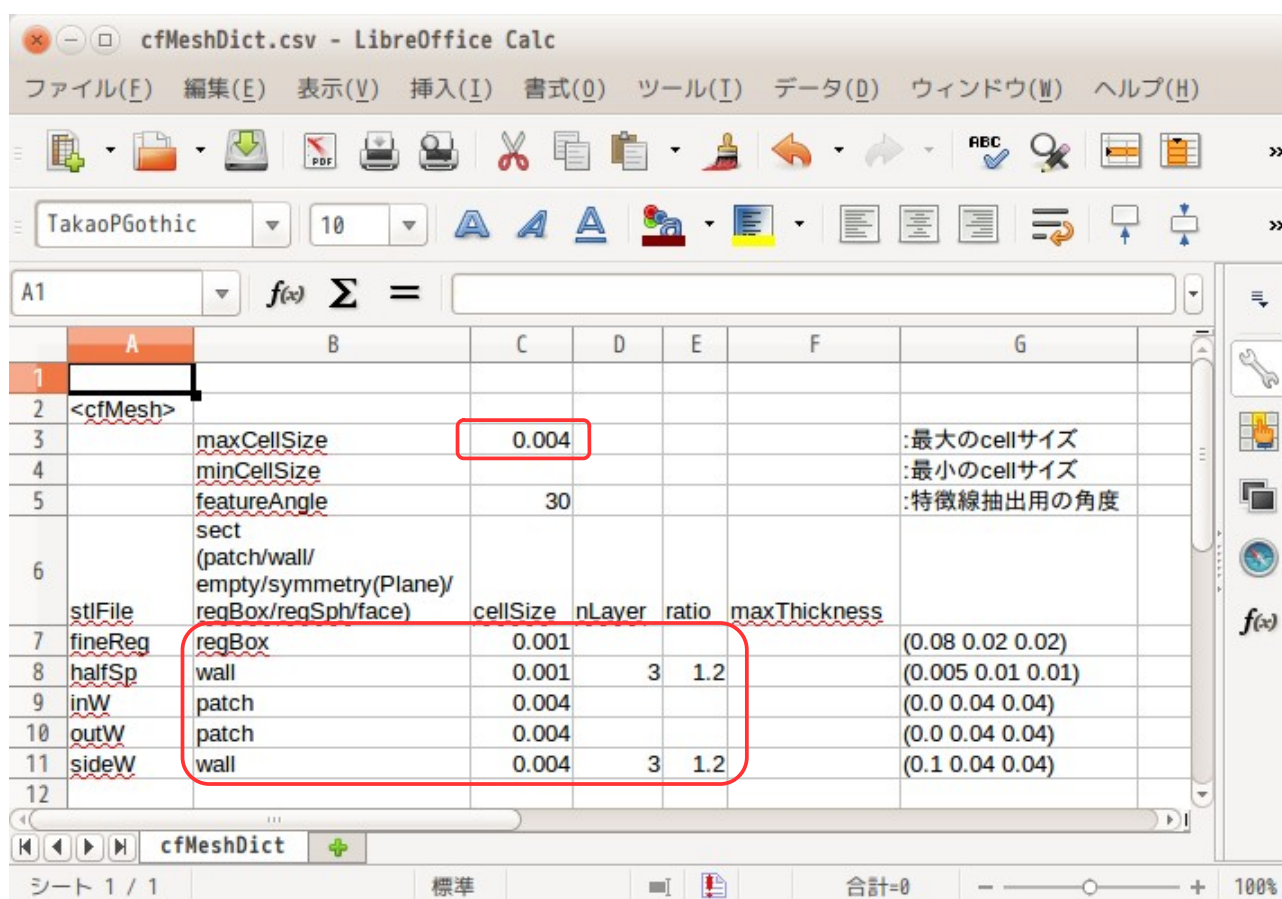 cfMeshDict.csv - LibreOffice Calc
ファイル(F) 編集(E) 表示(V) 挿入(I) 書式(O) ツール(T) データ(D) ウィンドウ(W) ヘルプ(H)
PDF ABC »
TakaoPGothic 10 a »
A1 f(x) Σ =
A B C D E F G
1
2 <cfMesh>
3 maxCellSize 0.004 :最大のcellサイズ
4 minCellSize :最小のcellサイズ
5 featureAngle 30 :特徴線抽出用の角度
sect
(patch/wall/
6 empty/symmetry(Plane)/
stlFile regBox/regSph/face) cellSize nLayer ratio maxThickness
f(x)
7 fineReg regBox 0.001 (0.08 0.02 0.02)
8 halfSp wall 0.001 3 1.2 (0.005 0.01 0.01)
9 inW patch 0.004 (0.0 0.04 0.04)
10 outW patch 0.004 (0.0 0.04 0.04)
11 sideW wall 0.004 3 1.2 (0.1 0.04 0.04)
12
cfMeshDict
シート 1 / 1 標準 合計=0 100%